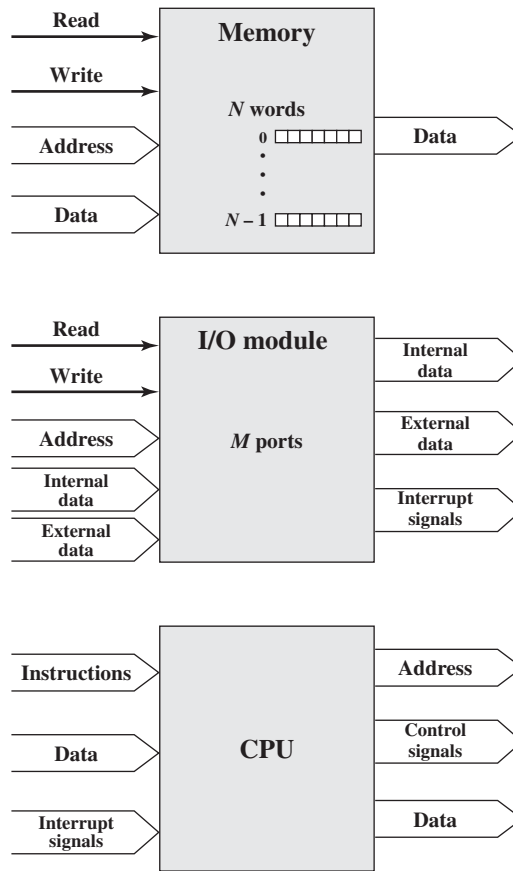 Read
Memory
Write
N words
0
Address
Data
Data
N – 1
Read
I/O module
Internal
data
Write
External
data
Address
M ports
Internal
data
Interrupt
signals
External
data
Instructions
Address
CPU
Control
signals
Data
Data
Interrupt
signals